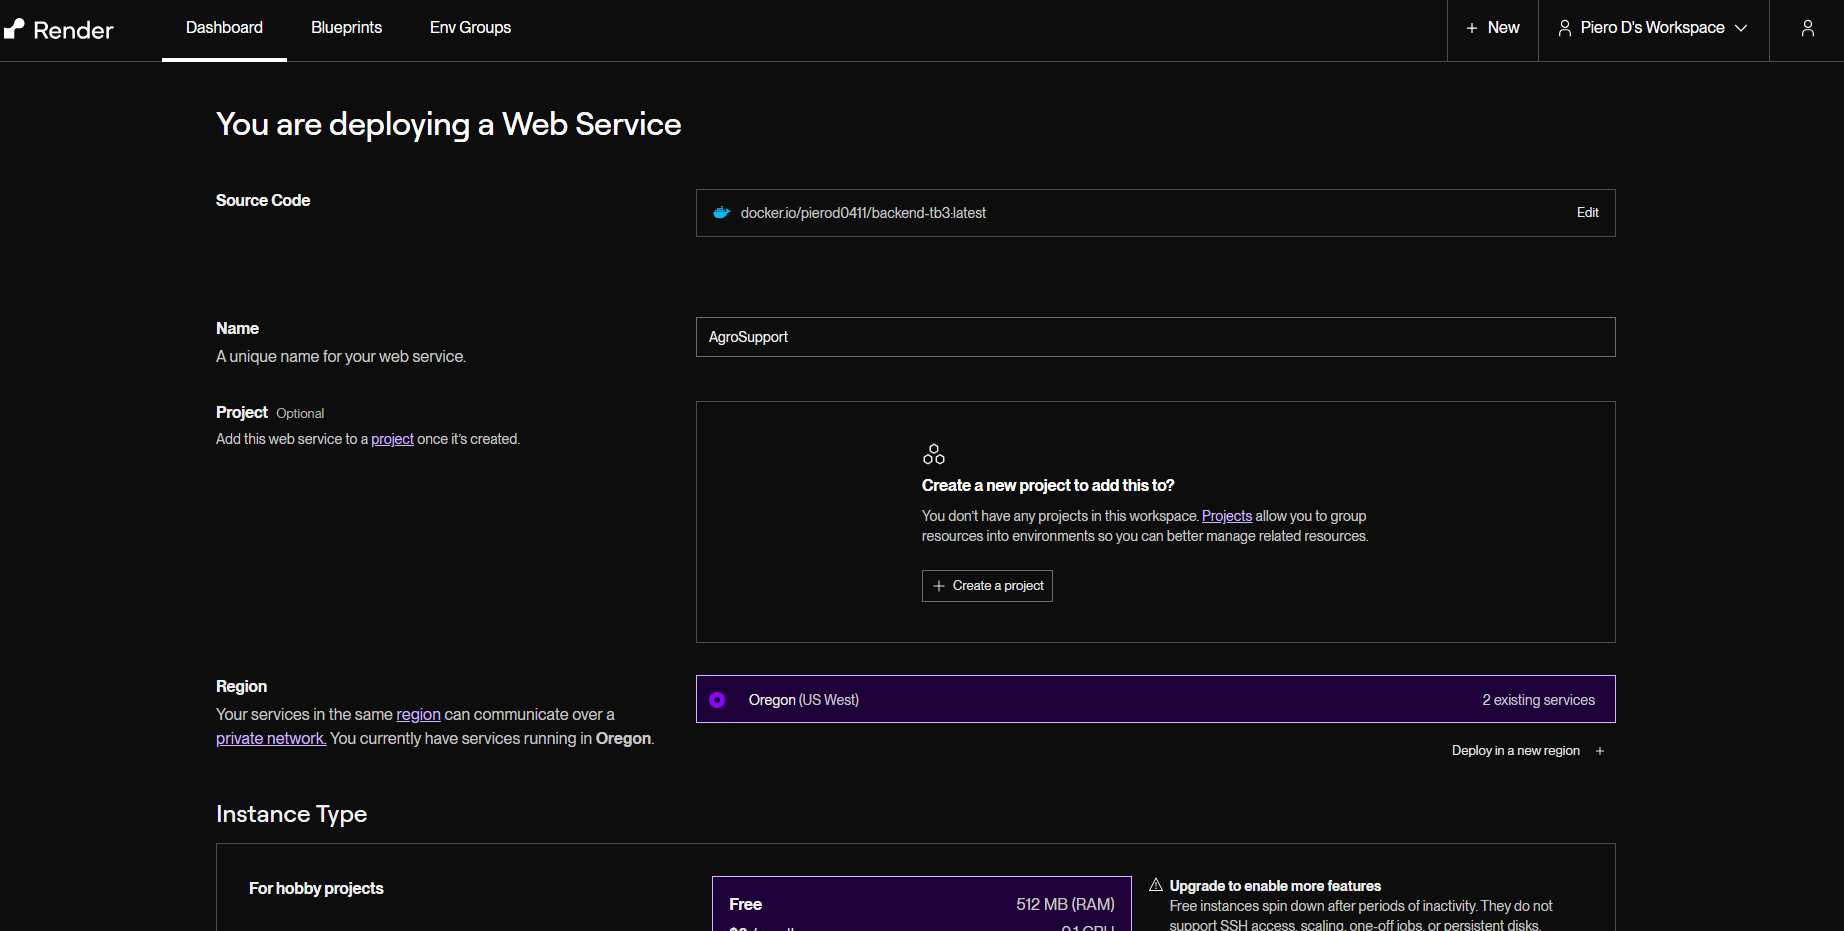 Render
Dashboard
Blueprints
Env Groups
+ New
Piero D's Workspace
You are deploying a Web Service
Source Code
docker.io/pierod0411/backend-tb3:latest
Edit
Name
A unique name for your web service.
AgroSupport
Project Optional
Add this web service to a project once it's created.
Create a new project to add this to?
You don't have any projects in this workspace. Projects allow you to group
resources into environments so you can better manage related resources.
+ Create a project
Region
Your services in the same region can communicate over a
private network. You currently have services running in Oregon.
Oregon (US West)
2 existing services
Deploy in a new region +
Instance Type
For hobby projects
Free
512 MB (RAM)
Upgrade to enable more features
Free instances spin down after periods of inactivity. They do not
support SSH access, scaling, one-off jobs, or persistent disks.